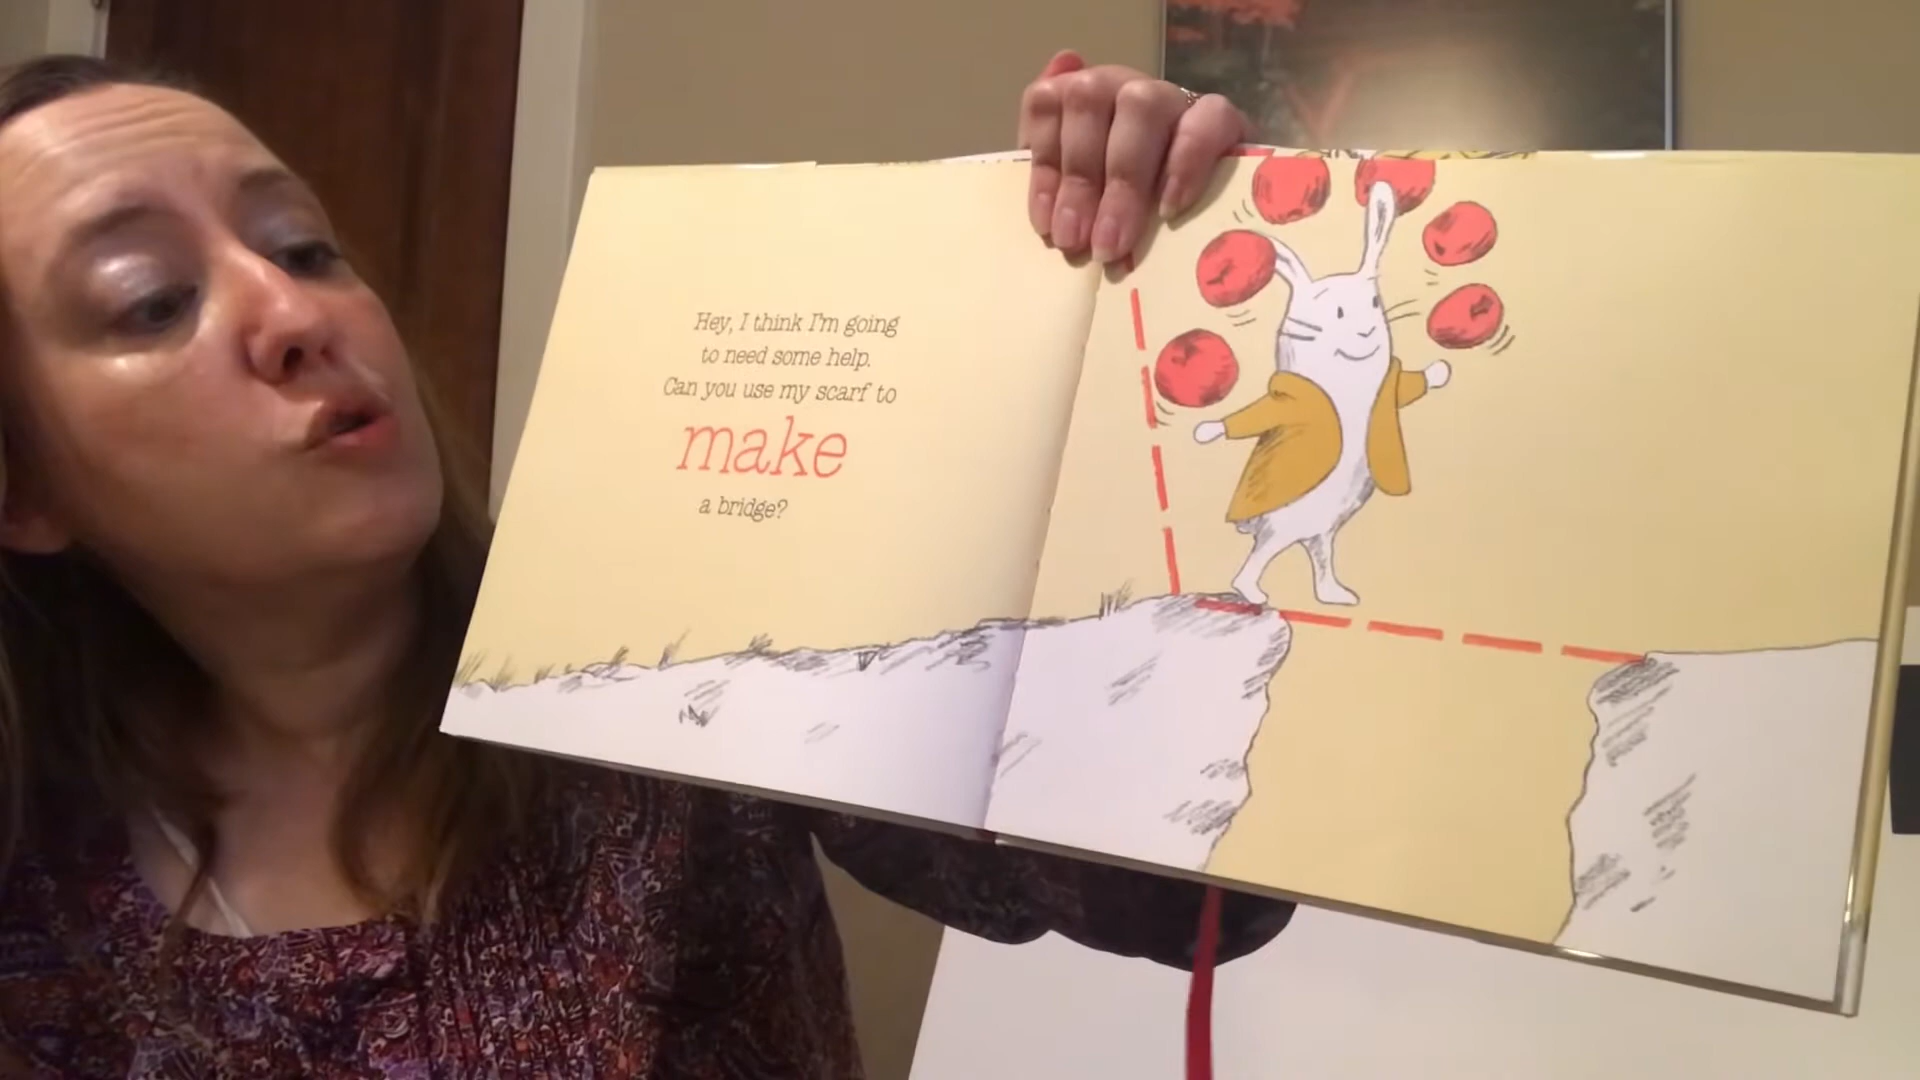 Hey, I think I'm going
to need some help.
Can you use my scarf to
make
a bridge?